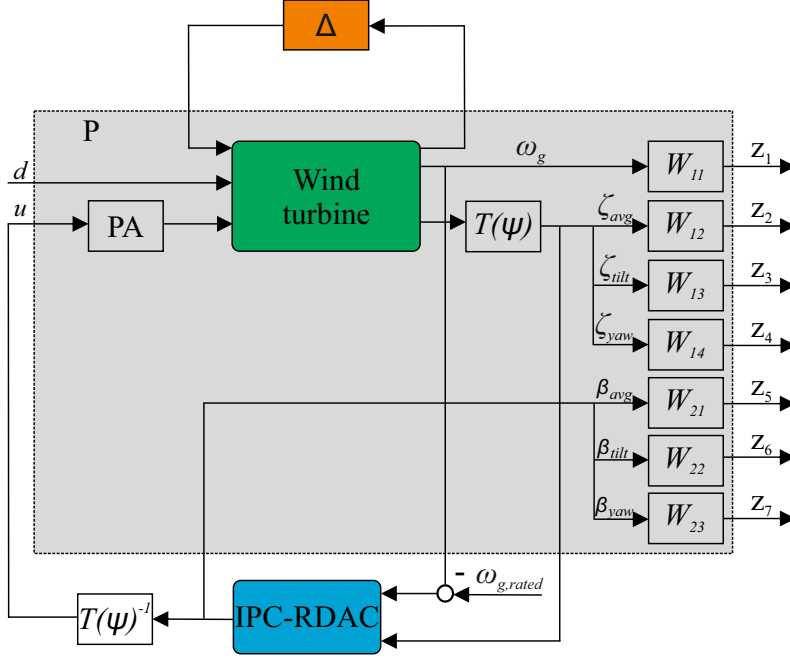 Δ
P
d
u
PA
Wind
turbine
T(ψ)
ω_g
W_11
z_1
ζ_avg
W_12
z_2
ζ_tilt
W_13
z_3
ζ_yaw
W_14
z_4
β_avg
W_21
z_5
β_tilt
W_22
z_6
β_yaw
W_23
z_7
- ω_g,rated
T(ψ)^-1
IPC-RDAC